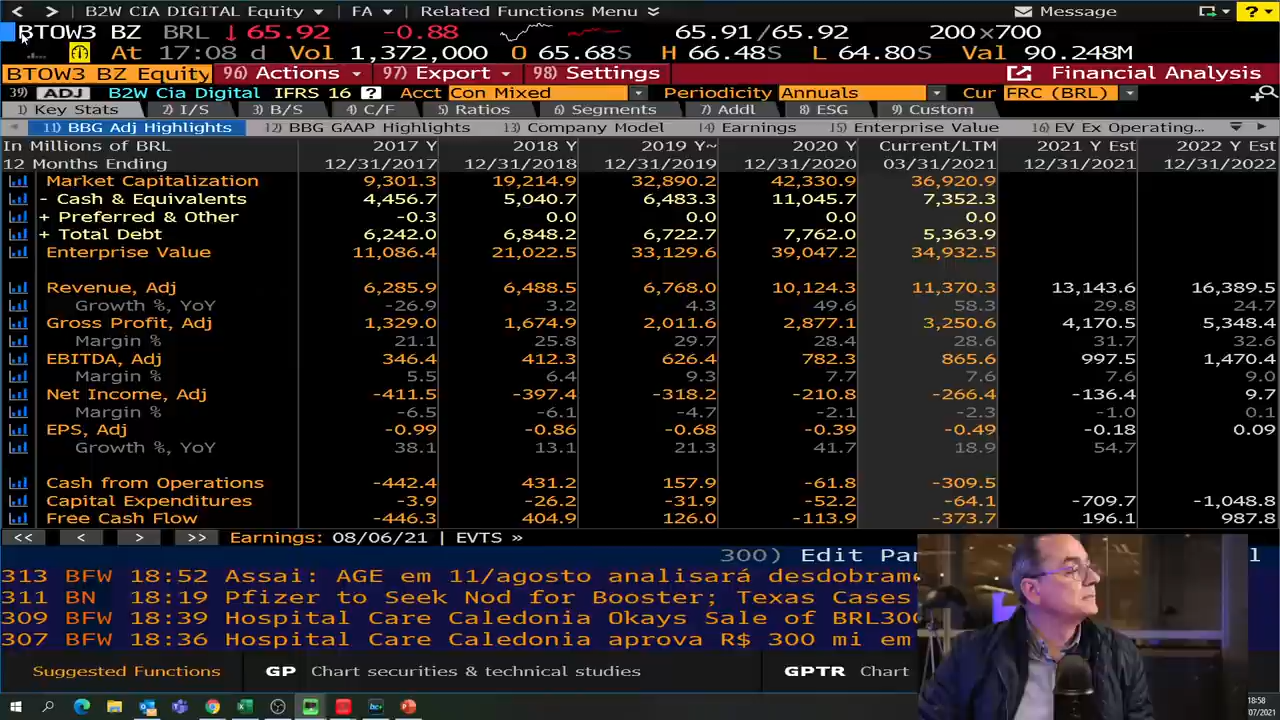 < > B2W CIA DIGITAL Equity FA Related Functions Menu Message ?
BTOW3 BZ BRL ↓ 65.92 -0.88 65.91/65.92 200×700
At 17:08 d Vol 1,372,000 O 65.68S H 66.48S L 64.80S Val 90.248M
BTOW3 BZ Equity 96) Actions 97) Export 98) Settings Financial Analysis
39) ADJ B2W Cia Digital IFRS 16 ? Acct Con Mixed Periodicity Annuals Cur FRC (BRL)
1) Key Stats 2) I/S 3) B/S 4) C/F 5) Ratios 6) Segments 7) Addl 8) ESG 9) Custom
11) BBG Adj Highlights 12) BBG GAAP Highlights 13) Company Model 14) Earnings 15) Enterprise Value 16) EV Ex Operating...
In Millions of BRL 2017 Y 2018 Y 2019 Y~ 2020 Y Current/LTM 2021 Y Est 2022 Y Est
12 Months Ending 12/31/2017 12/31/2018 12/31/2019 12/31/2020 03/31/2021 12/31/2021 12/31/2022
Market Capitalization 9,301.3 19,214.9 32,890.2 42,330.9 36,920.9
- Cash & Equivalents 4,456.7 5,040.7 6,483.3 11,045.7 7,352.3
+ Preferred & Other -0.3 0.0 0.0 0.0 0.0
+ Total Debt 6,242.0 6,848.2 6,722.7 7,762.0 5,363.9
Enterprise Value 11,086.4 21,022.5 33,129.6 39,047.2 34,932.5
Revenue, Adj 6,285.9 6,488.5 6,768.0 10,124.3 11,370.3 13,143.6 16,389.5
Growth %, YoY -26.9 3.2 4.3 49.6 58.3 29.8 24.7
Gross Profit, Adj 1,329.0 1,674.9 2,011.6 2,877.1 3,250.6 4,170.5 5,348.4
Margin % 21.1 25.8 29.7 28.4 28.6 31.7 32.6
EBITDA, Adj 346.4 412.3 626.4 782.3 865.6 997.5 1,470.4
Margin % 5.5 6.4 9.3 7.7 7.6 7.6 9.0
Net Income, Adj -411.5 -397.4 -318.2 -210.8 -266.4 -136.4 9.7
Margin % -6.5 -6.1 -4.7 -2.1 -2.3 -1.0 0.1
EPS, Adj -0.99 -0.86 -0.68 -0.39 -0.49 -0.18 0.09
Growth %, YoY 38.1 13.1 21.3 41.7 18.9 54.7
Cash from Operations -442.4 431.2 157.9 -61.8 -309.5
Capital Expenditures -3.9 -26.2 -31.9 -52.2 -64.1 -709.7 -1,048.8
Free Cash Flow -446.3 404.9 126.0 -113.9 -373.7 196.1 987.8
<< < > >> Earnings: 08/06/21 | EVTS »
300) Edit Pa
313 BFW 18:52 Assai: AGE em 11/agosto analisará desdobram
311 BN 18:19 Pfizer to Seek Nod for Booster; Texas Cases
309 BFW 18:39 Hospital Care Caledonia Okays Sale of BRL300
307 BFW 18:36 Hospital Care Caledonia aprova R$ 300 mi em
Suggested Functions GP Chart securities & technical studies GPTR Chart
18:58
/07/2021